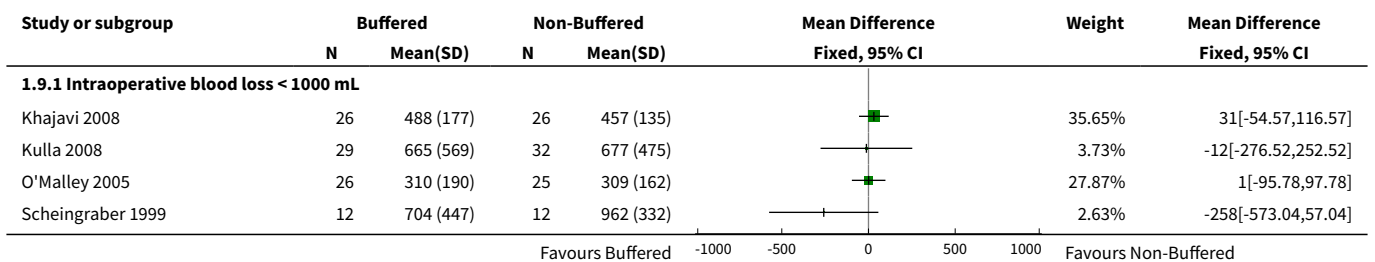 Study or subgroup Buffered Non-Buffered Mean Difference Weight Mean Difference
N Mean(SD) N Mean(SD) Fixed, 95% CI Fixed, 95% CI
1.9.1 Intraoperative blood loss < 1000 mL
Khajavi 2008 26 488 (177) 26 457 (135) 35.65% 31[-54.57,116.57]
Kulla 2008 29 665 (569) 32 677 (475) 3.73% -12[-276.52,252.52]
O'Malley 2005 26 310 (190) 25 309 (162) 27.87% 1[-95.78,97.78]
Scheingraber 1999 12 704 (447) 12 962 (332) 2.63% -258[-573.04,57.04]
Favours Buffered -1000 -500 0 500 1000 Favours Non-Buffered